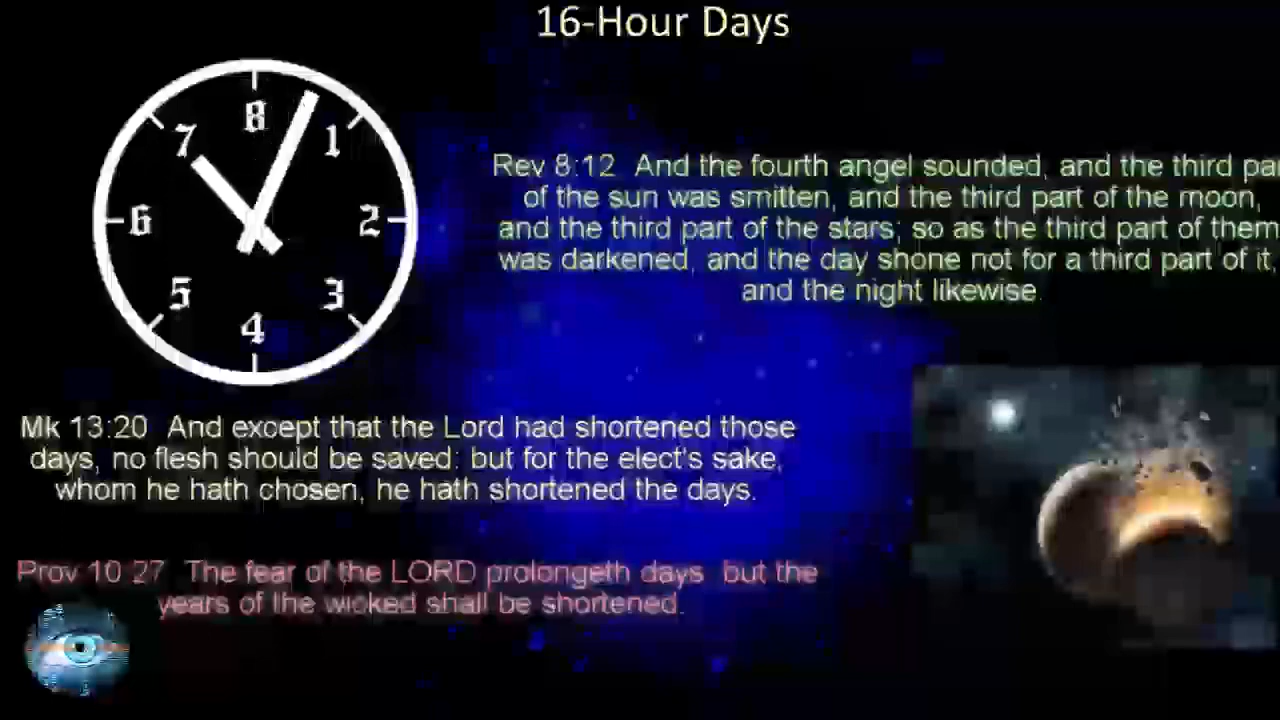 16-Hour Days
8
7 1
6 2
5 3
4
Rev 8:12 And the fourth angel sounded, and the third
of the sun was smitten, and the third part of the moon,
and the third part of the stars; so as the third part of them
was darkened, and the day shone not for a third part of it,
and the night likewise.
Mk 13:20 And except that the Lord had shortened those
days, no flesh should be saved: but for the elect's sake,
whom he hath chosen, he hath shortened the days.
Prov 10:27 The fear of the LORD prolongeth days: but the
years of the wicked shall be shortened.